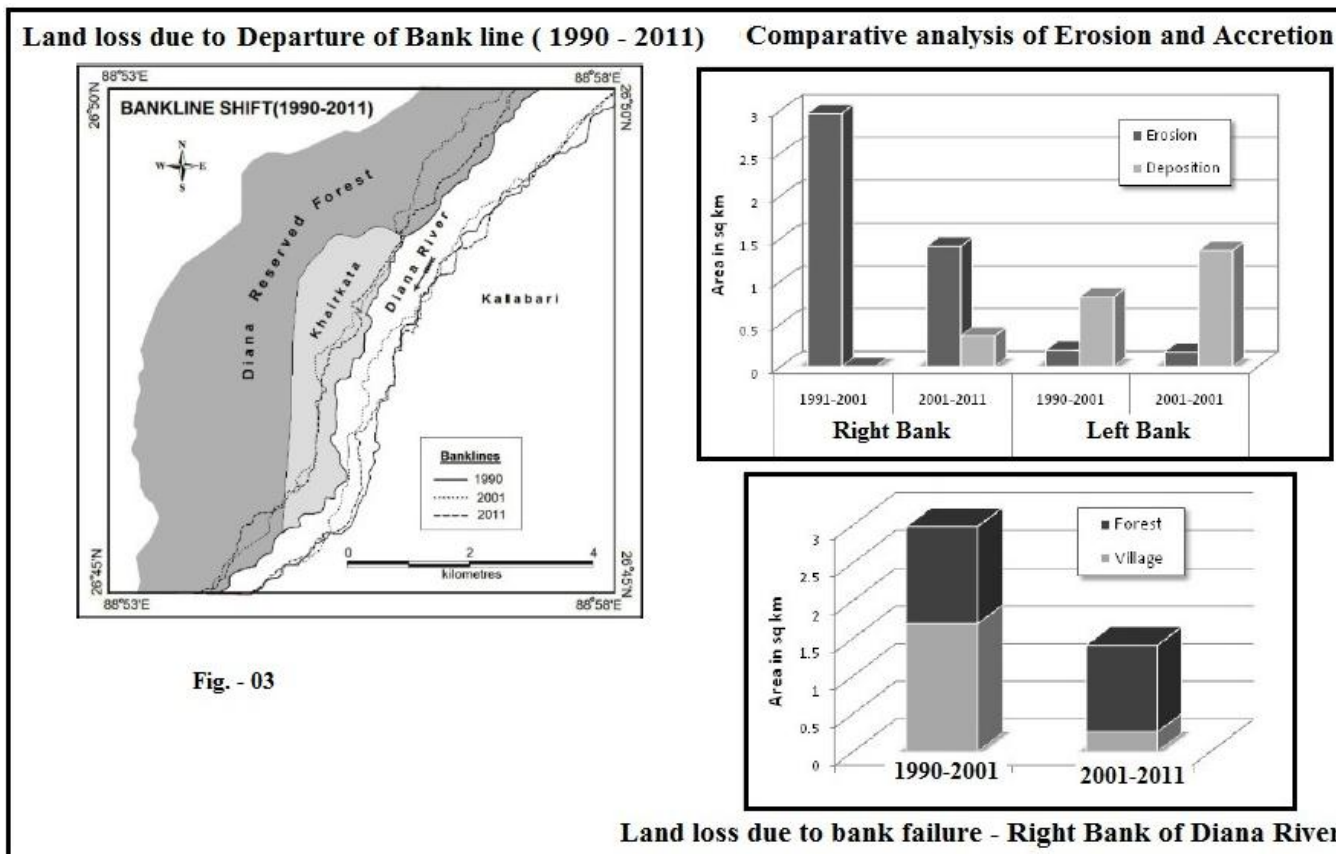 Land loss due to Departure of Bank line ( 1990 - 2011)
88°53'E
88°58'E
26°50'N
26°50'N
BANKLINE SHIFT(1990-2011)
N
W E
S
Diana Reserved Forest
Khairkata
Diana River
Kallabari
Banklines
1990
2001
2011
0 2 4
kilometres
26°45'N
26°45'N
88°53'E
88°58'E
Fig. - 03
Comparative analysis of Erosion and Accretion
Area in sq km
3
2.5
2
1.5
1
0.5
0
Erosion
Deposition
1991-2001 2001-2011 1990-2001 2001-2001
Right Bank Left Bank
Area in sq km
3
2.5
2
1.5
1
0.5
0
Forest
Village
1990-2001 2001-2011
Land loss due to bank failure - Right Bank of Diana River